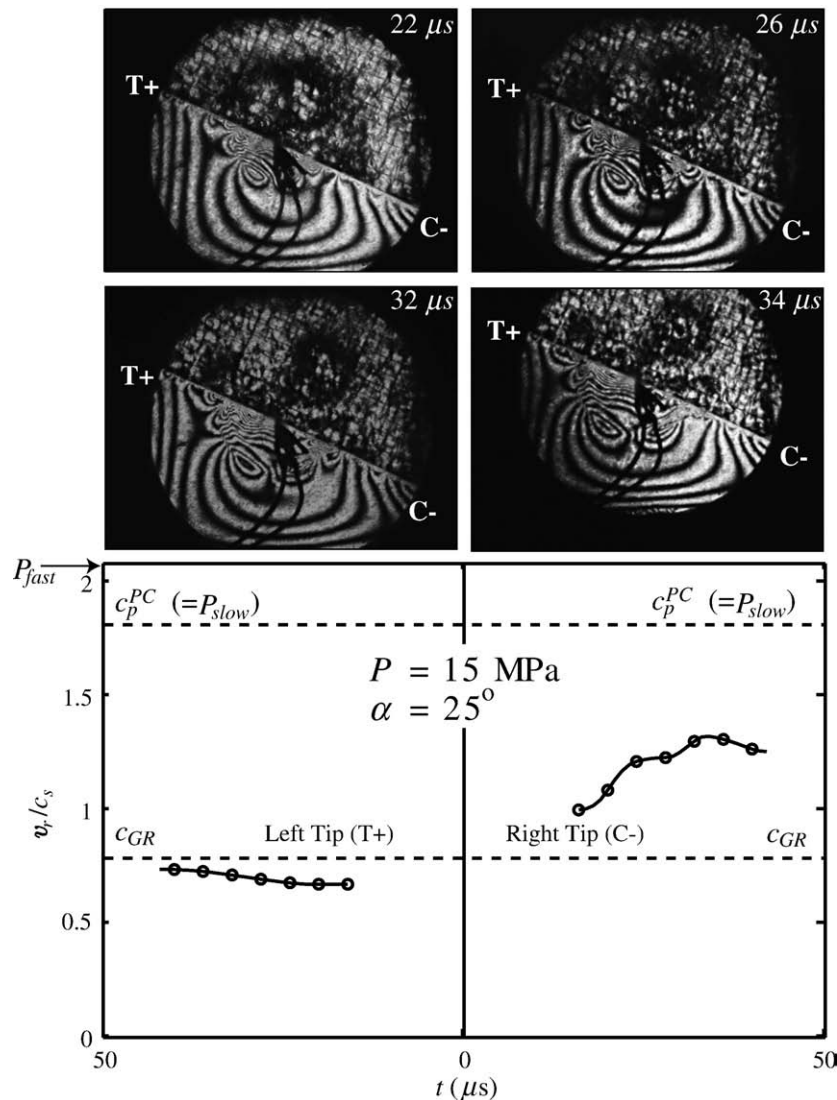 22 μs
26 μs
T+
T+
C-
C-
32 μs
34 μs
T+
T+
C-
C-
P_fast
2
c_p^PC (=P_slow)
c_p^PC (=P_slow)
P = 15 MPa
α = 25°
1.5
v_r/c_s
1
c_GR
Left Tip (T+)
Right Tip (C-)
c_GR
0.5
0
50
0
50
t (μs)